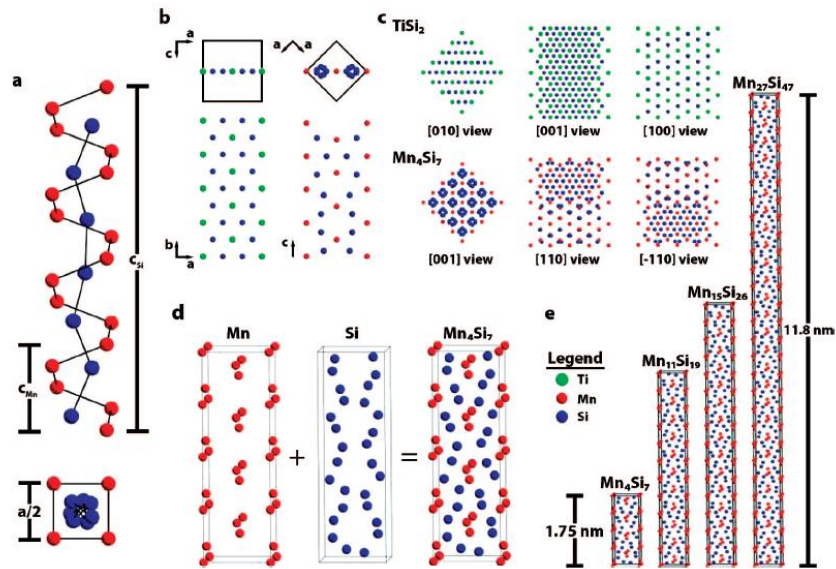 a
c_Si
c_Mn
a/2
b
a
c
a a
b
a
c
c
TiSi₂
[010] view
[001] view
[100] view
Mn₄Si₇
[001] view
[110] view
[-110] view
d
Mn
Si
Mn₄Si₇
+
=
e
Legend
Ti
Mn
Si
Mn₄Si₇
Mn₁₁Si₁₉
Mn₁₅Si₂₆
Mn₂₇Si₄₇
1.75 nm
11.8 nm